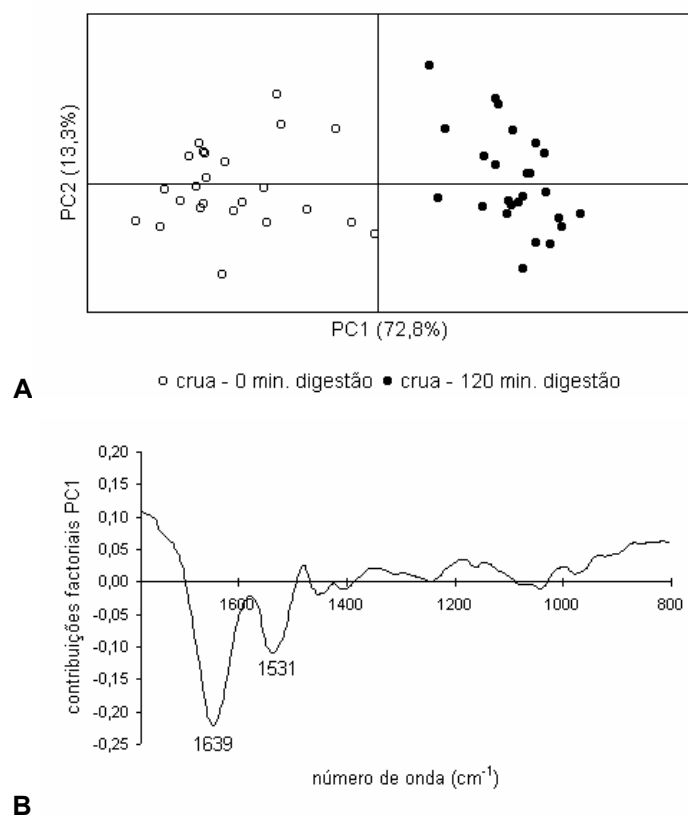 PC2 (13,3%)
PC1 (72,8%)
A
○ crua - 0 min. digestão ● crua - 120 min. digestão
contribuições factoriais PC1
0,20
0,15
0,10
0,05
0,00
-0,05
-0,10
-0,15
-0,20
-0,25
1600 1400 1200 1000 800
1531
1639
número de onda (cm⁻¹)
B